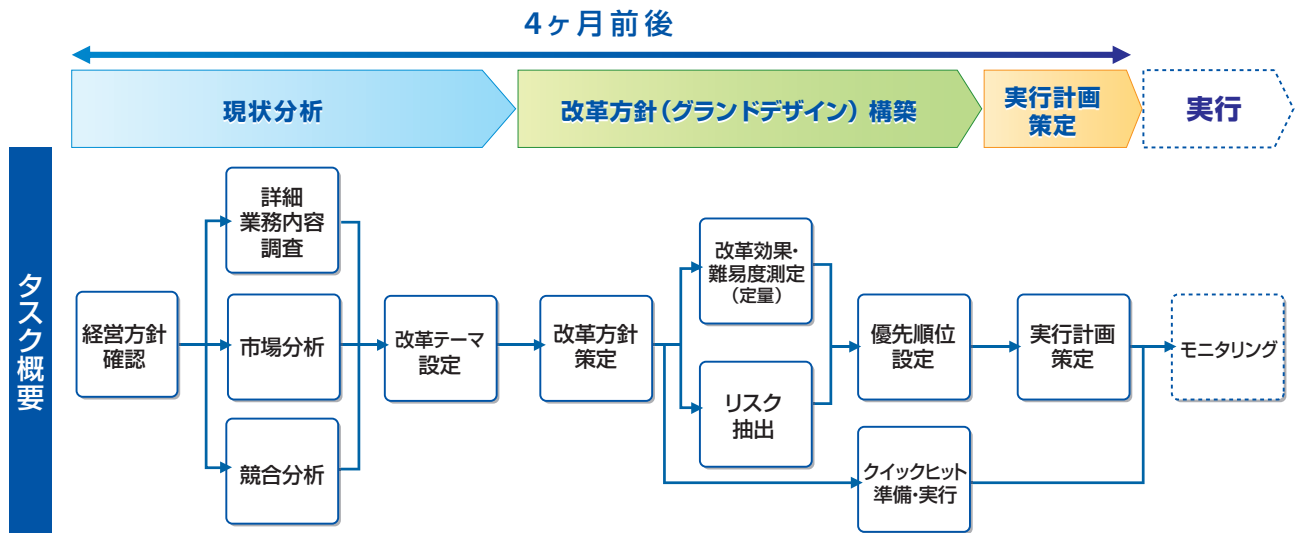 4ヶ月前後
現状分析
改革方針（グランドデザイン）構築
実行計画
策定
実行
タスク概要
経営方針
確認
詳細
業務内容
調査
市場分析
競合分析
改革テーマ
設定
改革方針
策定
改革効果・
難易度測定
（定量）
リスク
抽出
優先順位
設定
クイックヒット
準備・実行
実行計画
策定
モニタリング